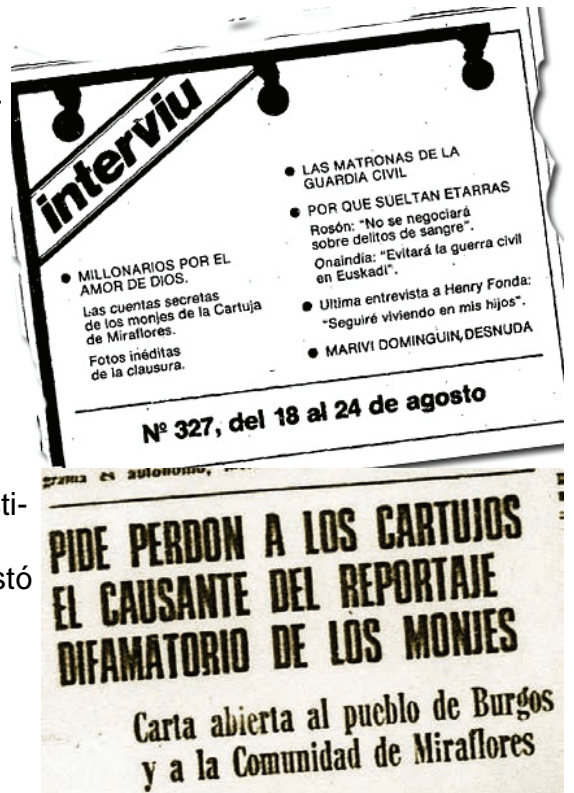 interviu
● MILLONARIOS POR EL
AMOR DE DIOS.
Las cuentas secretas
de los monjes de la Cartuja
de Miraflores.
Fotos inéditas
de la clausura.
● LAS MATRONAS DE LA
GUARDIA CIVIL
● POR QUE SUELTAN ETARRAS
Rosón: "No se negociará
sobre delitos de sangre".
Onaindía: "Evitará la guerra civil
en Euskadi".
● Ultima entrevista a Henry Fonda:
"Seguiré viviendo en mis hijos".
● MARIVI DOMINGUIN, DESNUDA
Nº 327, del 18 al 24 de agosto
ti-
stó
PIDE PERDON A LOS CARTUJOS
EL CAUSANTE DEL REPORTAJE
DIFAMATORIO DE LOS MONJES
Carta abierta al pueblo de Burgos
y a la Comunidad de Miraflores